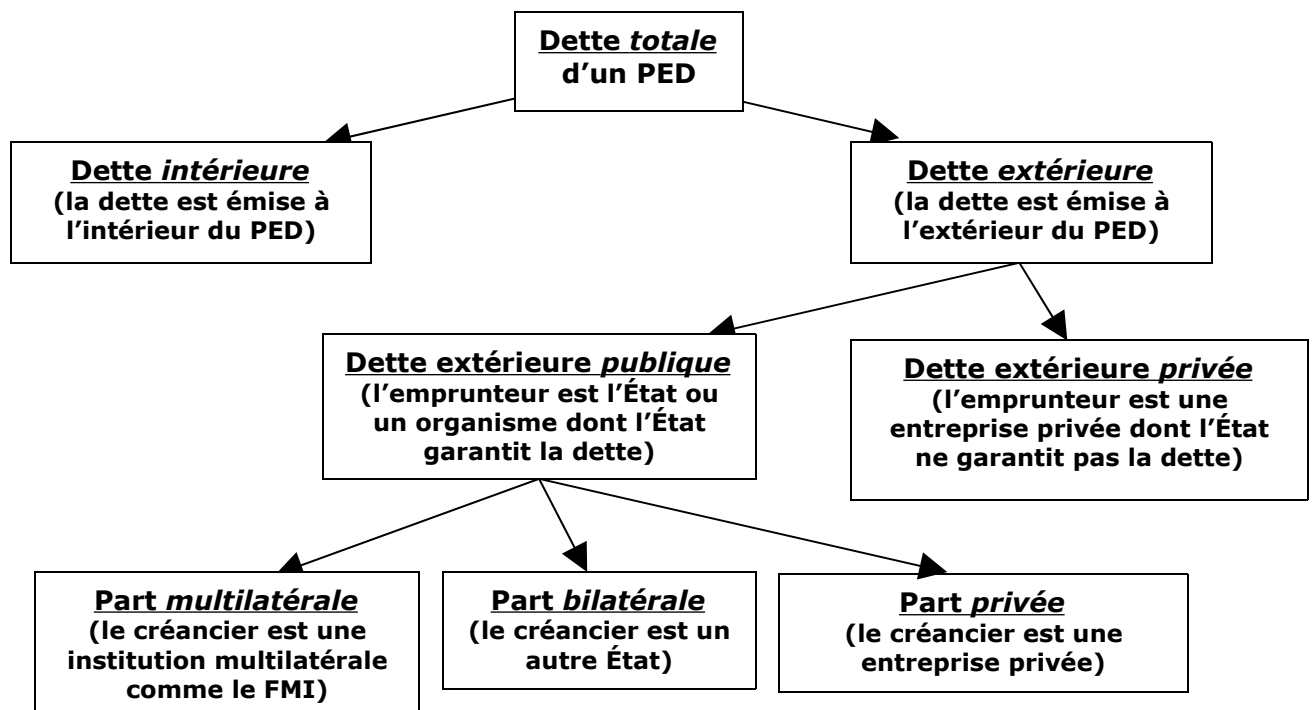 Dette totale
d’un PED
Dette intérieure
(la dette est émise à
l’intérieur du PED)
Dette extérieure
(la dette est émise à
l’extérieur du PED)
Dette extérieure publique
(l’emprunteur est l’État ou
un organisme dont l’État
garantit la dette)
Dette extérieure privée
(l’emprunteur est une
entreprise privée dont l’État
ne garantit pas la dette)
Part multilatérale
(le créancier est une
institution multilatérale
comme le FMI)
Part bilatérale
(le créancier est un
autre État)
Part privée
(le créancier est une
entreprise privée)